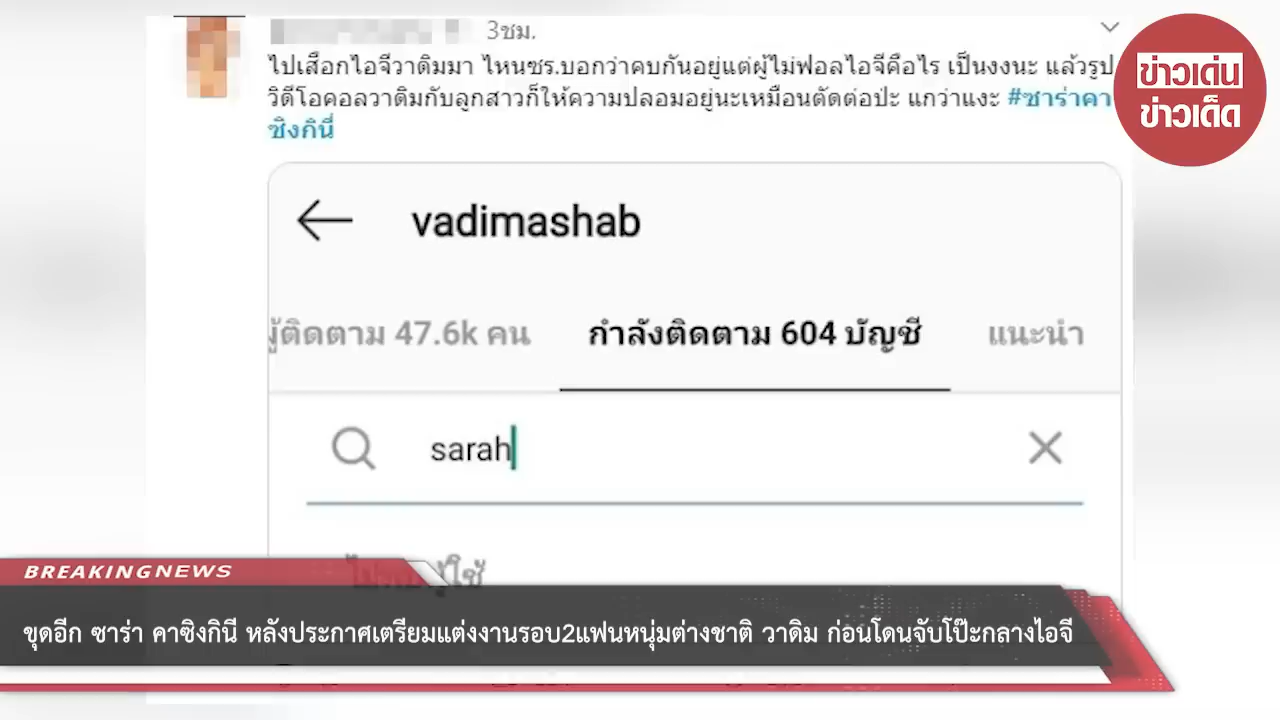 3ชม.
ไปเสือกไอจีวาดิมมา ไหนซร.บอกว่าคบกันอยู่แต่ผู้ไม่ฟอลไอจีคือไร เป็นงงนะ แล้วรูป
วิดีโอคอลวาดิมกับลูกสาวก็ให้ความปลอมอยู่นะเหมือนตัดต่อปะ แกว่าแงะ #ซาร่าคา
ซิงกินี่
ข่าวเด่น
ข่าวเด็ด
vadimashab
ผู้ติดตาม 47.6k คน กำลังติดตาม 604 บัญชี แนะนำ
sarah
BREAKINGNEWS
ขุดอีก ซาร่า คาซิงกินี หลังประกาศเตรียมแต่งงานรอบ2แฟนหนุ่มต่างชาติ วาดิม ก่อนโดนจับโป๊ะกลางไอจี